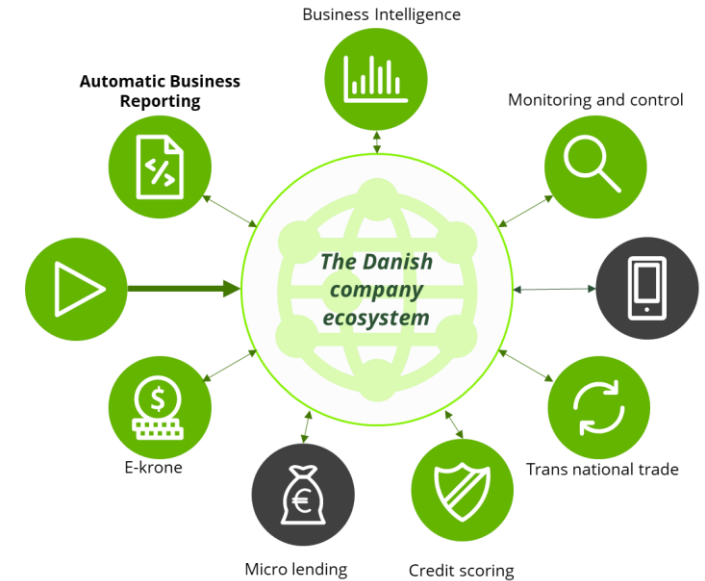 Business Intelligence
Automatic Business
Reporting
Monitoring and control
</>
The Danish
company
ecosystem
$
E-krone
€
Trans national trade
Micro lending
Credit scoring